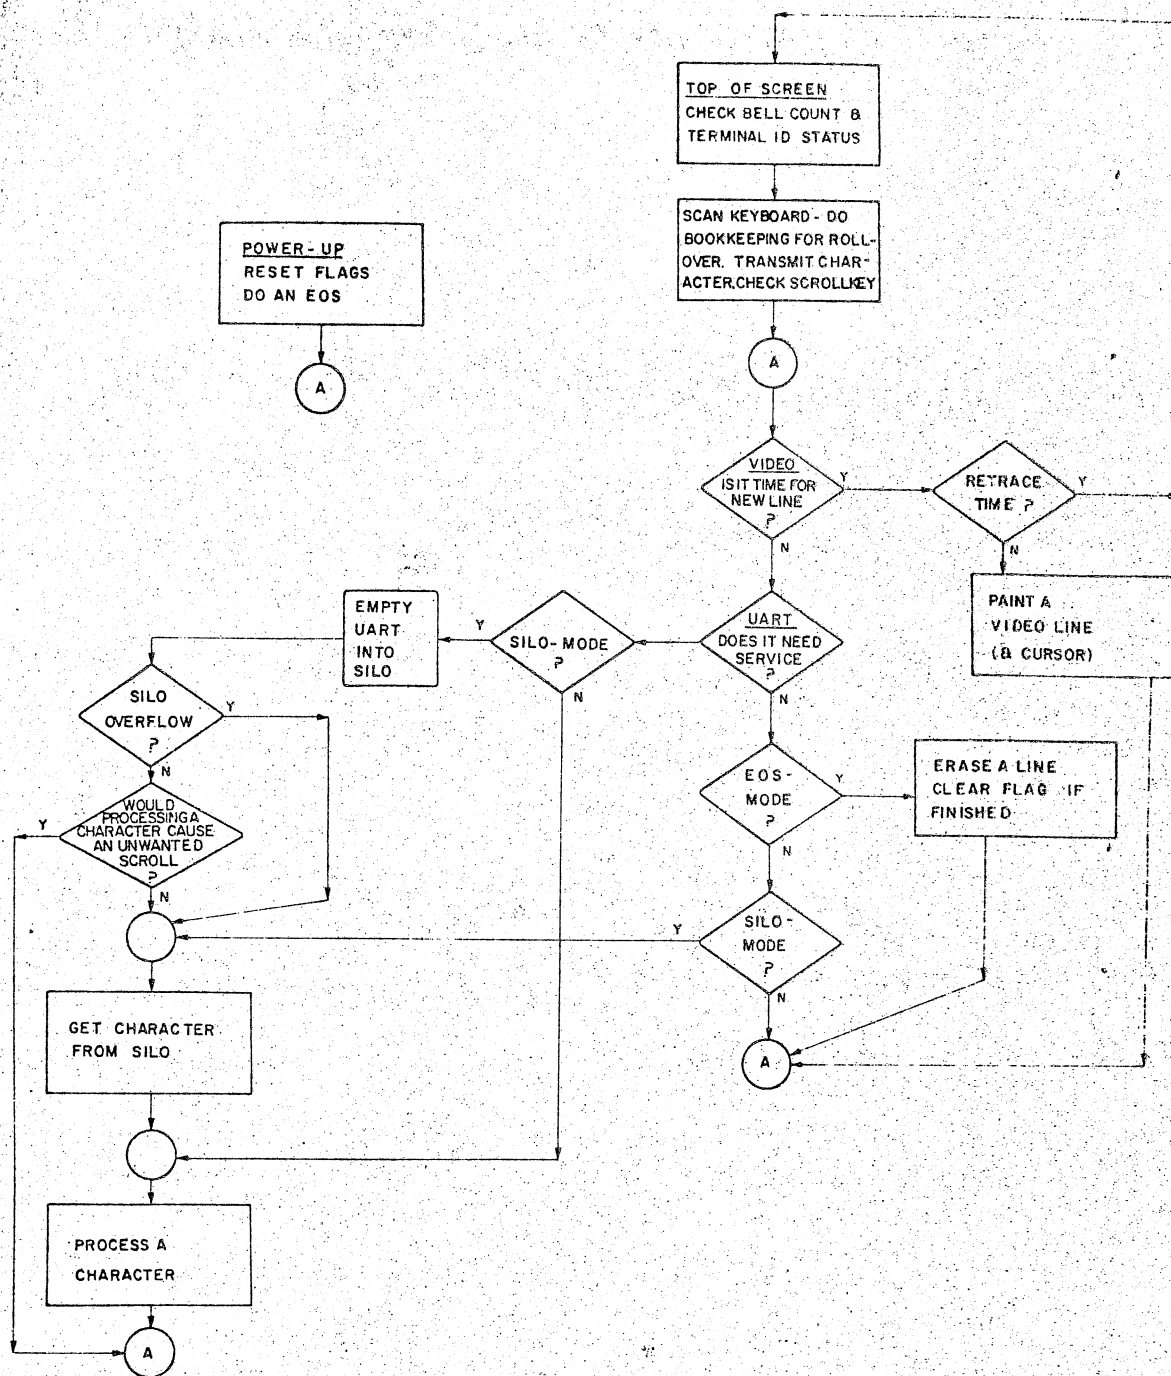 TOP OF SCREEN
CHECK BELL COUNT &
TERMINAL ID STATUS
SCAN KEYBOARD - DO
BOOKKEEPING FOR ROLL-
OVER. TRANSMIT CHAR-
ACTER.CHECK SCROLLKEY
POWER-UP
RESET FLAGS
DO AN EOS
A
A
VIDEO
IS IT TIME FOR
NEW LINE
?
Y
N
RETRACE
TIME ?
Y
N
PAINT A
VIDEO LINE
(& CURSOR)
UART
DOES IT NEED
SERVICE
?
N
SILO-MODE
?
Y
N
EMPTY
UART
INTO
SILO
SILO
OVERFLOW
?
Y
N
WOULD
PROCESSING A
CHARACTER CAUSE
AN UNWANTED
SCROLL
?
Y
N
EOS-
MODE
?
Y
N
ERASE A LINE
CLEAR FLAG IF
FINISHED
SILO-
MODE
?
Y
N
A
GET CHARACTER
FROM SILO
PROCESS A
CHARACTER
A